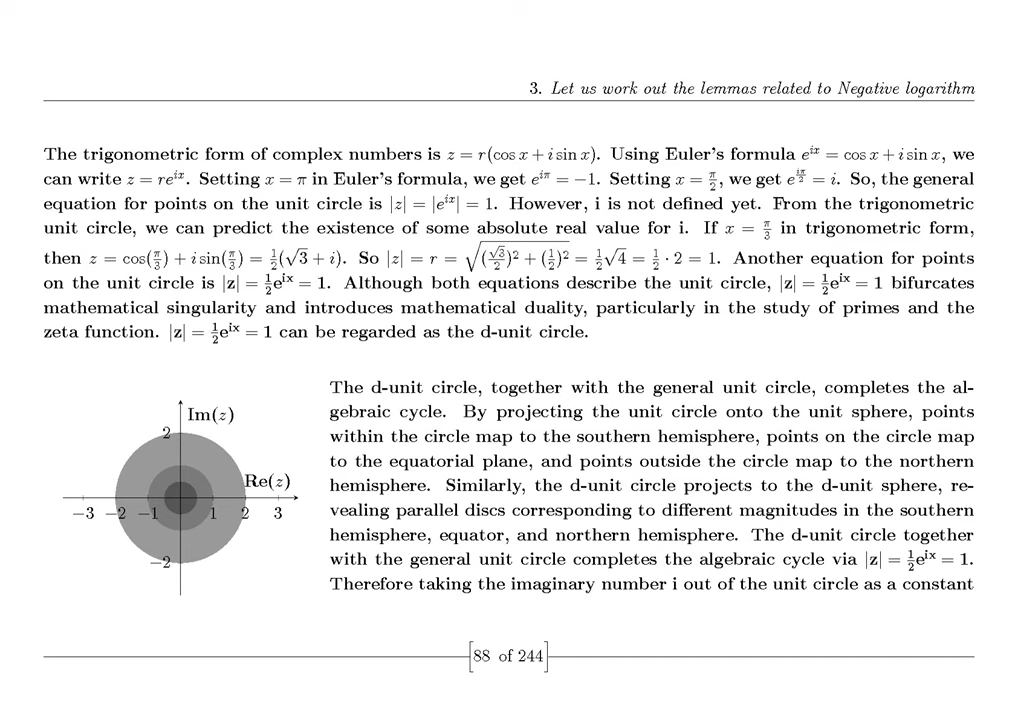 3. Let us work out the lemmas related to Negative logarithm
The trigonometric form of complex numbers is z = r(cos x + i sin x). Using Euler's formula e^{ix} = cos x + i sin x, we
can write z = re^{ix}. Setting x = π in Euler's formula, we get e^{iπ} = −1. Setting x = π/2, we get e^{iπ/2} = i. So, the general
equation for points on the unit circle is |z| = |e^{ix}| = 1. However, i is not defined yet. From the trigonometric
unit circle, we can predict the existence of some absolute real value for i. If x = π/3 in trigonometric form,
then z = cos(π/3) + i sin(π/3) = 1/2(√3 + i). So |z| = r = √((√3/2)² + (1/2)²) = 1/2√4 = 1/2 · 2 = 1. Another equation for points
on the unit circle is |z| = 1/2 e^{ix} = 1. Although both equations describe the unit circle, |z| = 1/2 e^{ix} = 1 bifurcates
mathematical singularity and introduces mathematical duality, particularly in the study of primes and the
zeta function. |z| = 1/2 e^{ix} = 1 can be regarded as the d-unit circle.
The d-unit circle, together with the general unit circle, completes the al-
gebraic cycle. By projecting the unit circle onto the unit sphere, points
within the circle map to the southern hemisphere, points on the circle map
to the equatorial plane, and points outside the circle map to the northern
hemisphere. Similarly, the d-unit circle projects to the d-unit sphere, re-
vealing parallel discs corresponding to different magnitudes in the southern
hemisphere, equator, and northern hemisphere. The d-unit circle together
with the general unit circle completes the algebraic cycle via |z| = 1/2 e^{ix} = 1.
Therefore taking the imaginary number i out of the unit circle as a constant
Im(z)
2
Re(z)
−3 −2 −1 1 2 3
−2
88 of 244